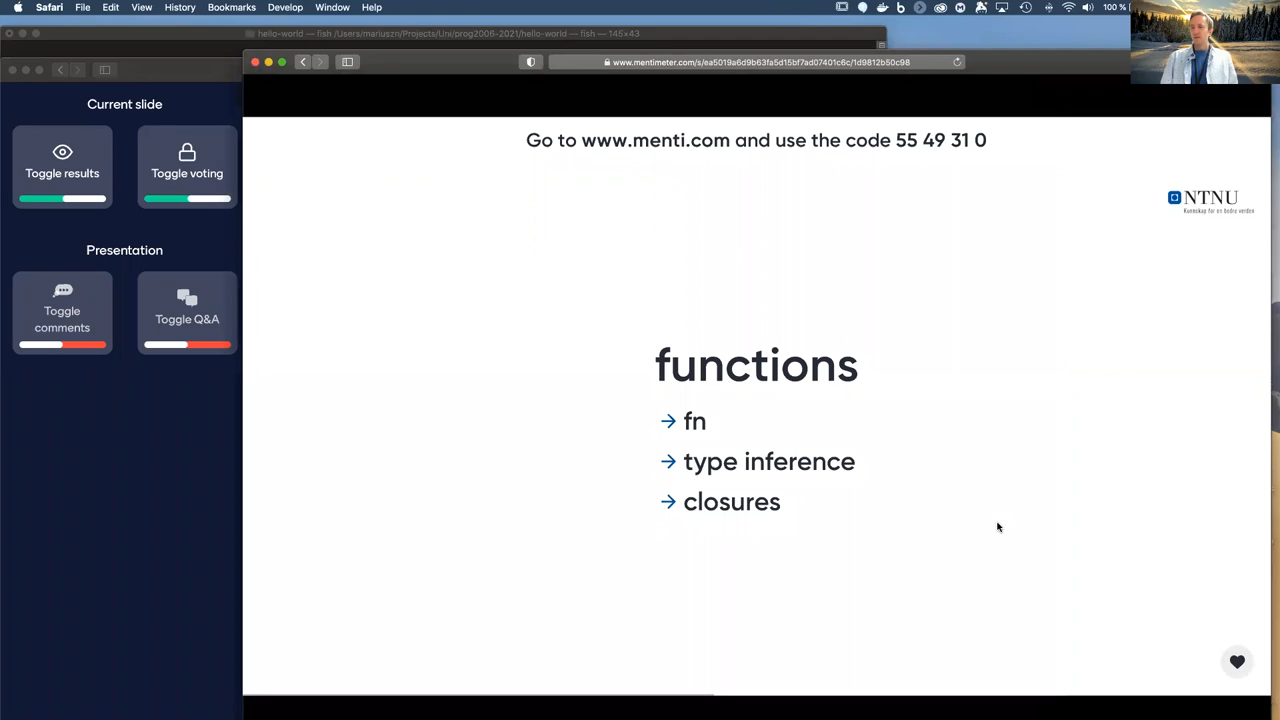 Safari File Edit View History Bookmarks Develop Window Help 100 %
hello-world — fish /Users/mariuszn/Projects/Uni/prog2006-2021/hello-world — fish — 145×43
www.mentimeter.com/s/ea5019a6d9b63fa5d15bf7ad07401c6c/1d9812b50c98
Current slide
Toggle results
Toggle voting
Presentation
Toggle comments
Toggle Q&A
Go to www.menti.com and use the code 55 49 31 0
NTNU
Kunnskap for en bedre verden
functions
→ fn
→ type inference
→ closures